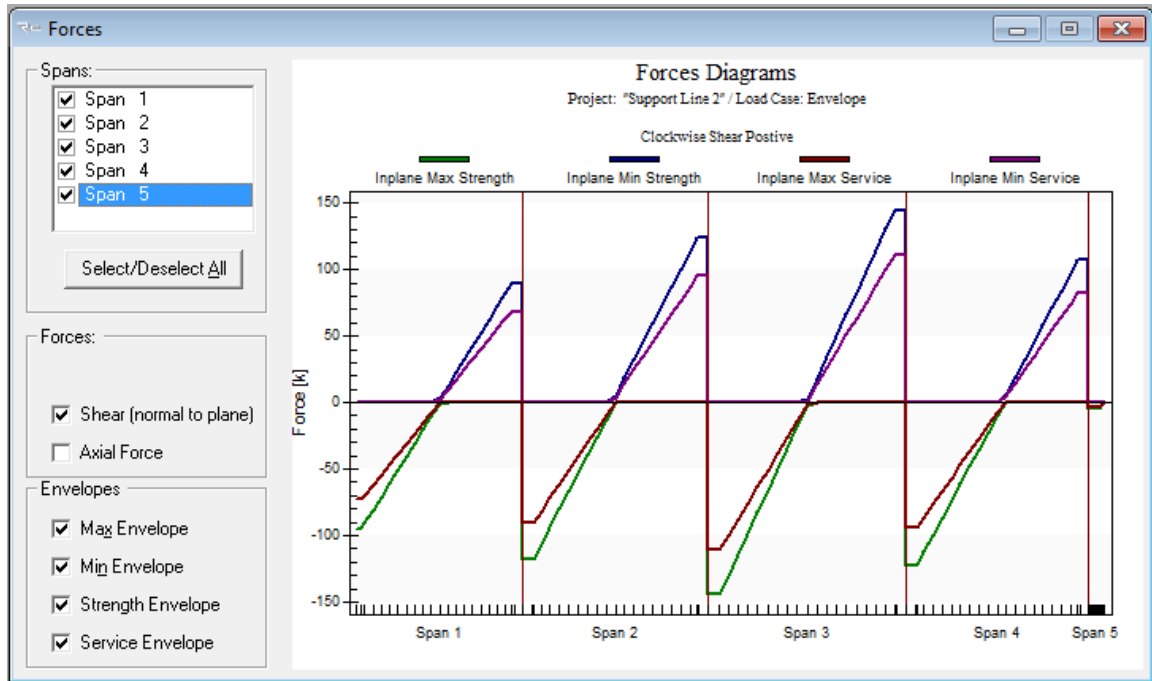 Forces
Spans:
Span 1
Span 2
Span 3
Span 4
Span 5
Select/Deselect All
Forces:
Shear (normal to plane)
Axial Force
Envelopes
Max Envelope
Min Envelope
Strength Envelope
Service Envelope
Forces Diagrams
Project: "Support Line 2" / Load Case: Envelope
Clockwise Shear Postive
Inplane Max Strength Inplane Min Strength Inplane Max Service Inplane Min Service
Force [k]
150
100
50
0
-50
-100
-150
Span 1 Span 2 Span 3 Span 4 Span 5